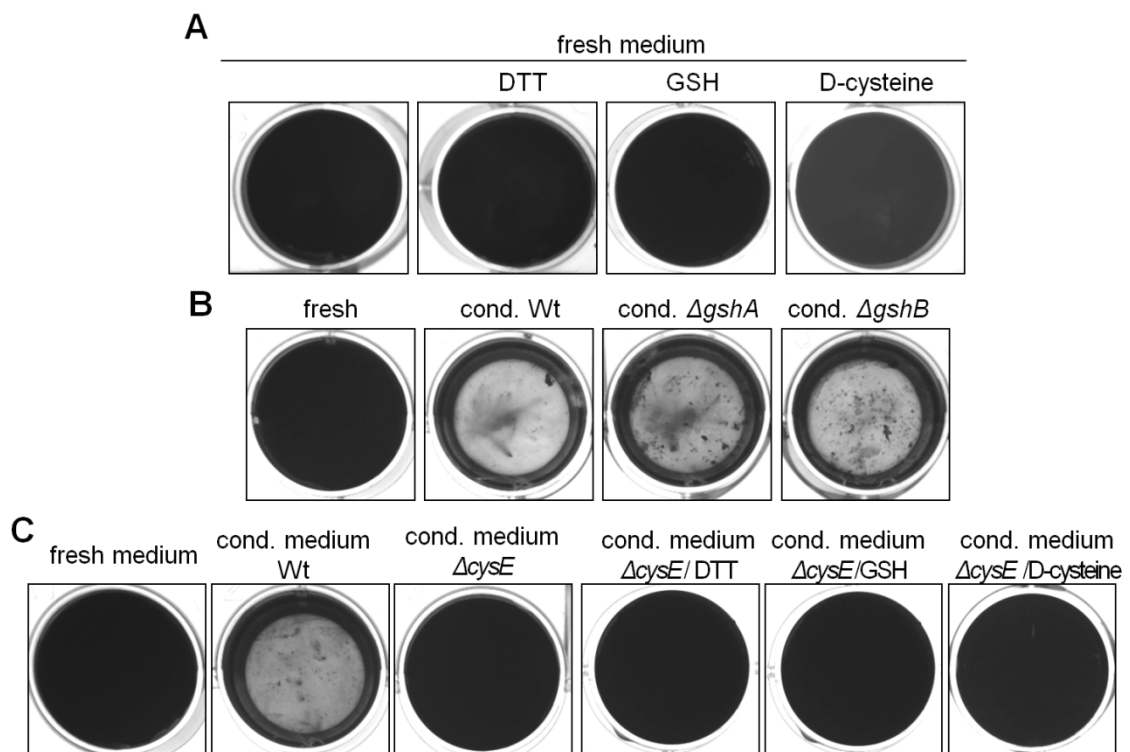 A
fresh medium
DTT GSH D-cysteine
B
fresh cond. Wt cond. ΔgshA cond. ΔgshB
C
fresh medium cond. medium cond. medium cond. medium cond. medium cond. medium
Wt ΔcysE ΔcysE/ DTT ΔcysE/GSH ΔcysE /D-cysteine